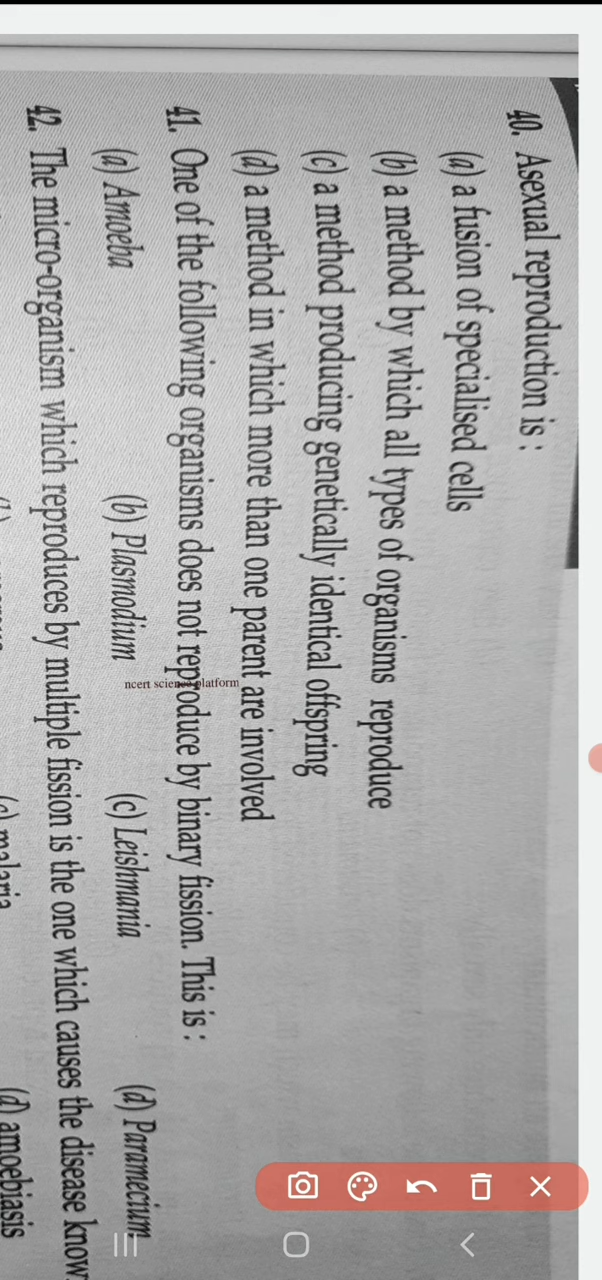 40. Asexual reproduction is :
(a) a fusion of specialised cells
(b) a method by which all types of organisms reproduce
(c) a method producing genetically identical offspring
(d) a method in which more than one parent are involved
41. One of the following organisms does not reproduce by binary fission. This is :
(a) Amoeba (b) Plasmodium (c) Leishmania (d) Paramecium
ncert science platform
42. The micro-organism which reproduces by multiple fission is the one which causes the disease know
(c) malaria (d) amoebiasis